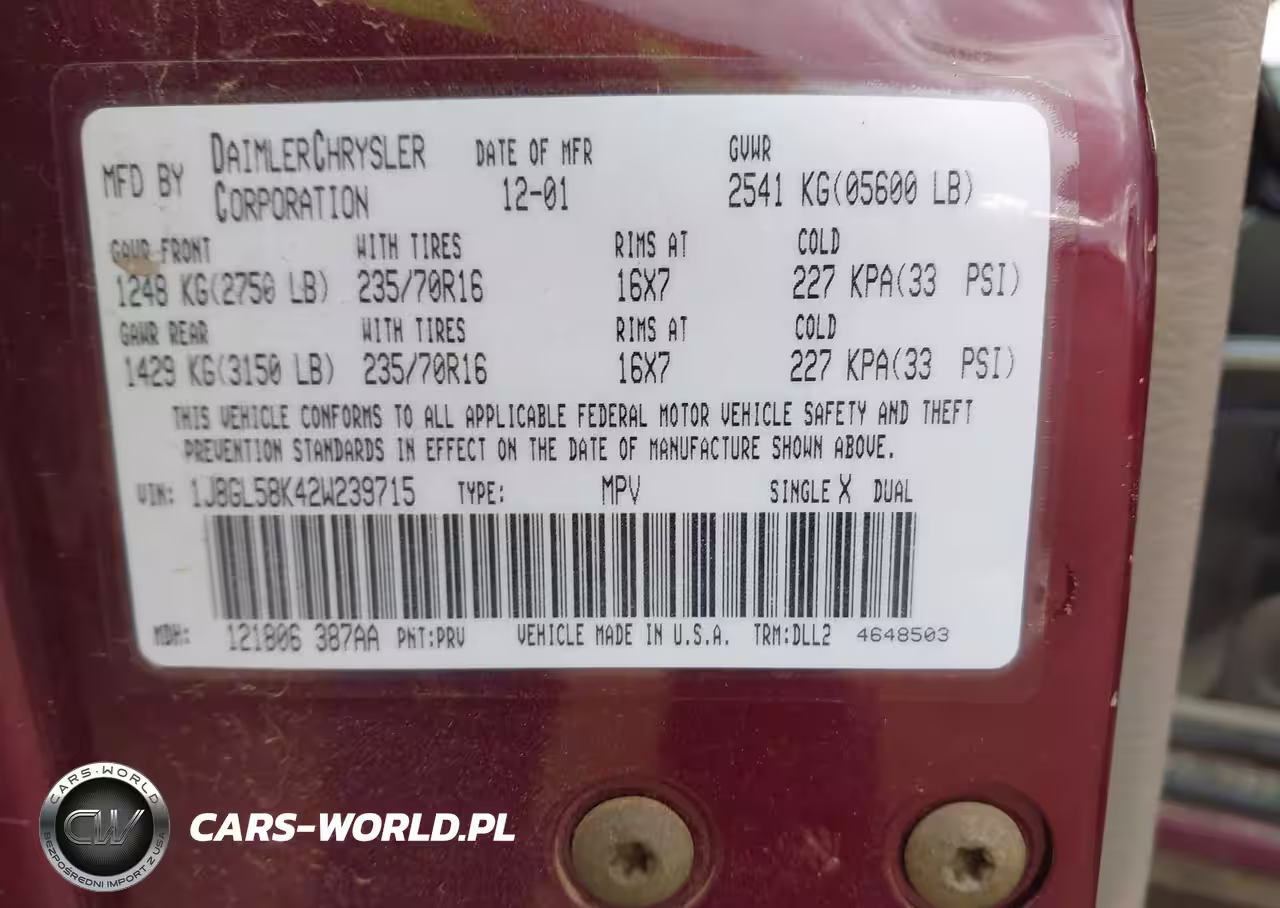 MFD BY DAIMLERCHRYSLER CORPORATION DATE OF MFR 12-01 GVWR 2541 KG(05600 LB)
GAWR FRONT WITH TIRES RIMS AT COLD
1248 KG(2750 LB) 235/70R16 16X7 227 KPA(33 PSI)
GAWR REAR WITH TIRES RIMS AT COLD
1429 KG(3150 LB) 235/70R16 16X7 227 KPA(33 PSI)
THIS VEHICLE CONFORMS TO ALL APPLICABLE FEDERAL MOTOR VEHICLE SAFETY AND THEFT
PREVENTION STANDARDS IN EFFECT ON THE DATE OF MANUFACTURE SHOWN ABOVE.
VIN: 1J8GL58K42W239715 TYPE: MPV SINGLE X DUAL
MDH: 121806 387AA PNT:PRV VEHICLE MADE IN U.S.A. TRM:DLL2 4648503
CARS-WORLD
CW
BEZPOŚREDNI IMPORT Z USA
CARS-WORLD.PL